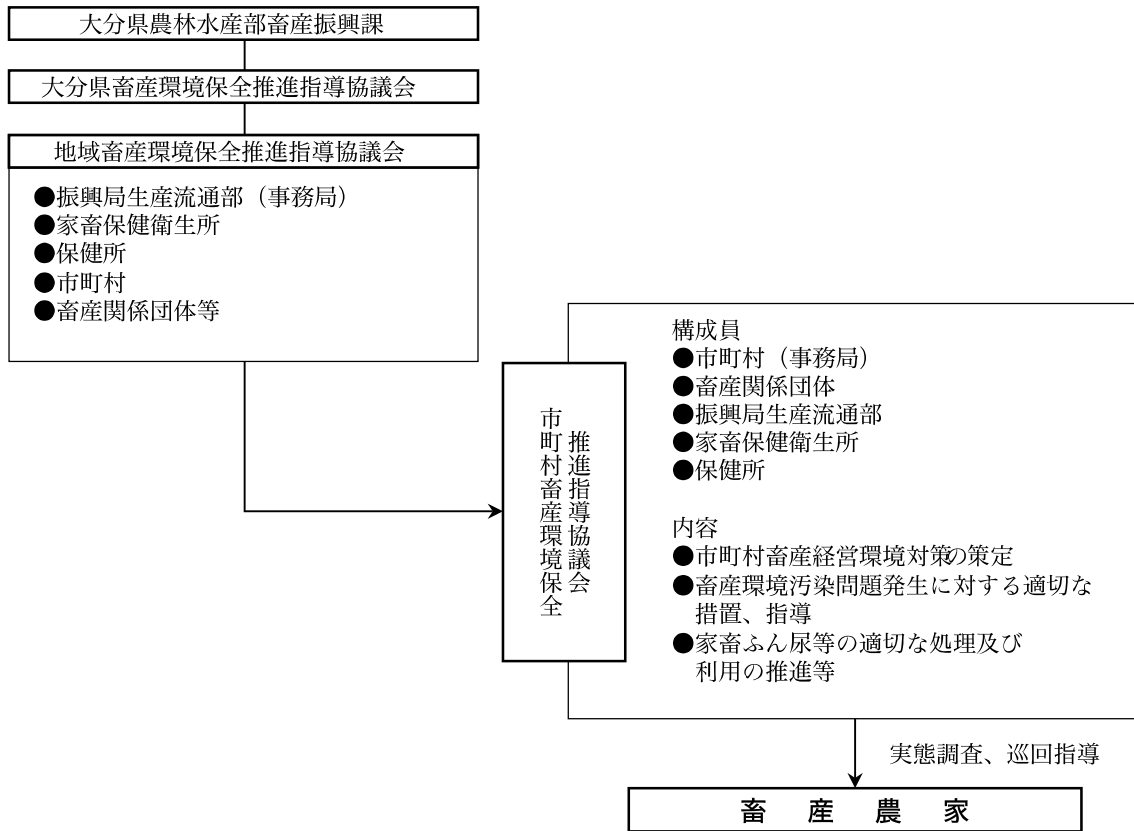 大分県農林水産部畜産振興課
大分県畜産環境保全推進指導協議会
地域畜産環境保全推進指導協議会
●振興局生産流通部（事務局）
●家畜保健衛生所
●保健所
●市町村
●畜産関係団体等
市町村畜産環境保全
推進指導協議会
構成員
●市町村（事務局）
●畜産関係団体
●振興局生産流通部
●家畜保健衛生所
●保健所
内容
●市町村畜産経営環境対策の策定
●畜産環境汚染問題発生に対する適切な
措置、指導
●家畜ふん尿等の適切な処理及び
利用の推進等
実態調査、巡回指導
畜　産　農　家